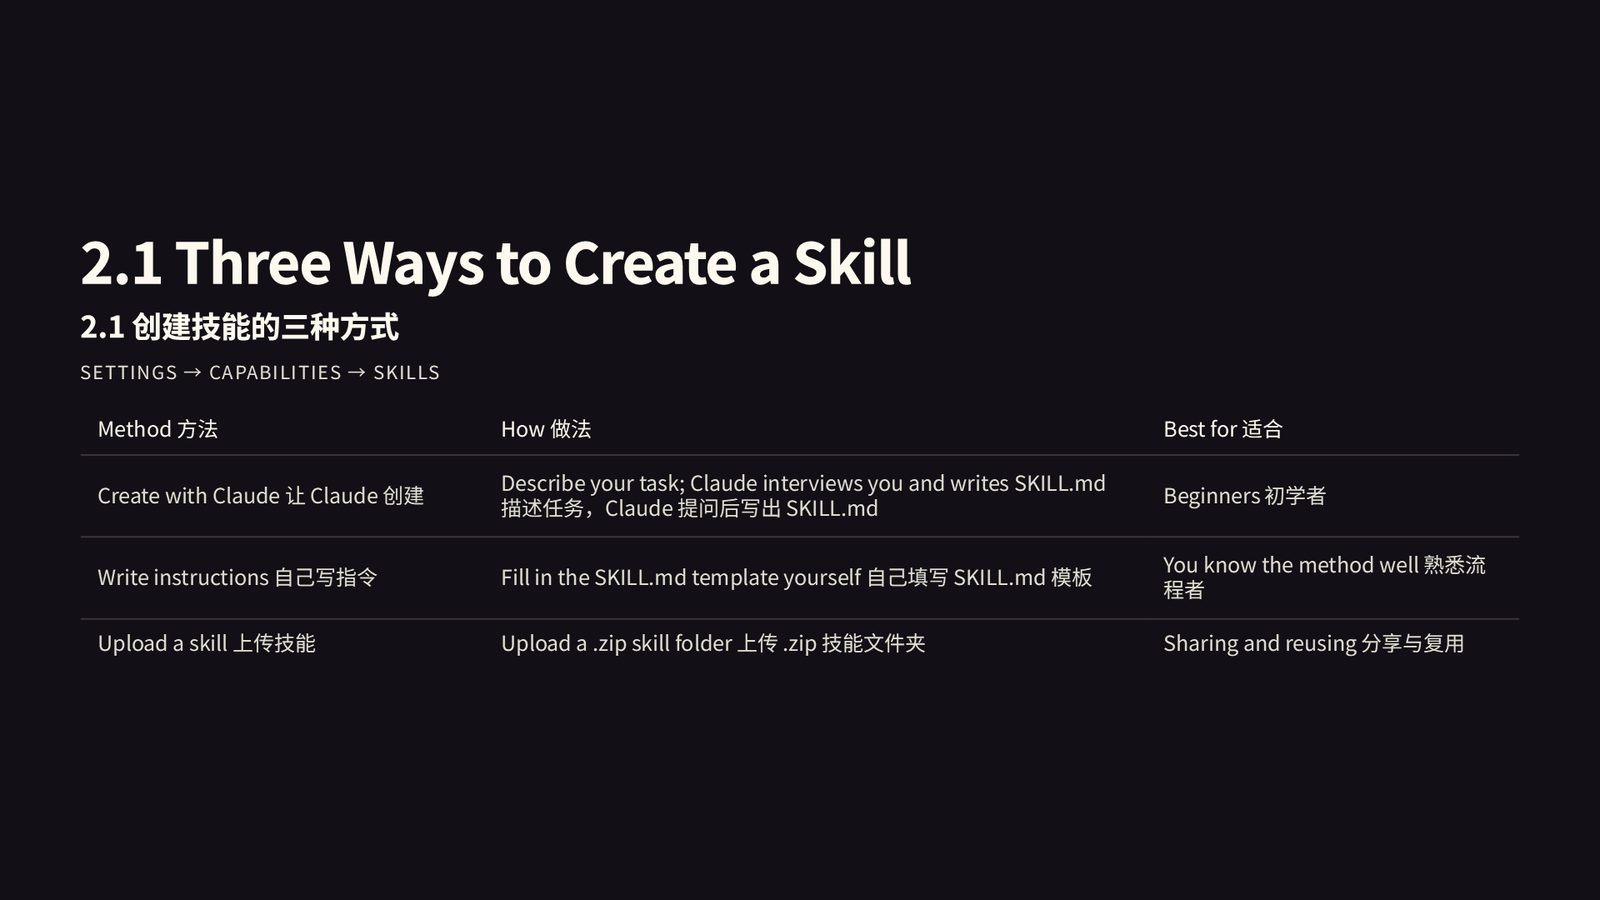 2.1 Three Ways to Create a Skill
2.1 创建技能的三种方式
SETTINGS → CAPABILITIES → SKILLS
Method 方法 How 做法 Best for 适合
Create with Claude 让 Claude 创建
Describe your task; Claude interviews you and writes SKILL.md
描述任务，Claude 提问后写出 SKILL.md
Beginners 初学者
Write instructions 自己写指令
Fill in the SKILL.md template yourself 自己填写 SKILL.md 模板
You know the method well 熟悉流
程者
Upload a skill 上传技能
Upload a .zip skill folder 上传 .zip 技能文件夹
Sharing and reusing 分享与复用